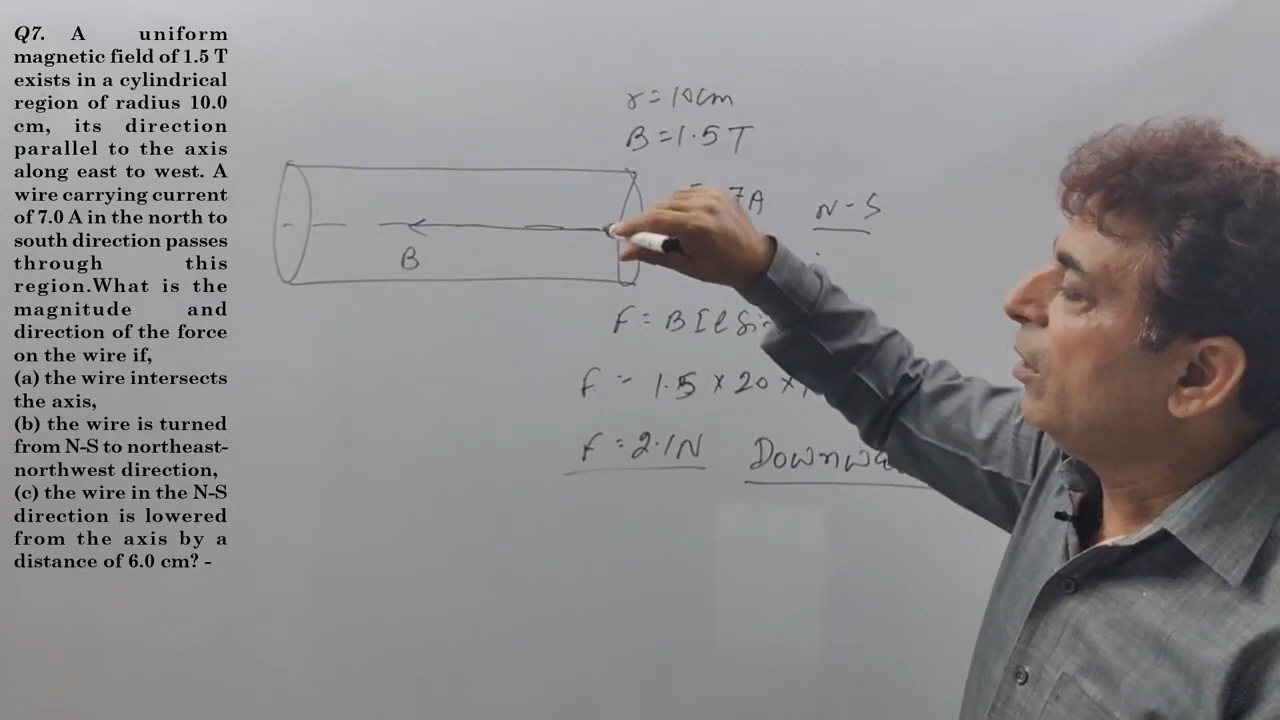 Q7. A uniform
magnetic field of 1.5 T
exists in a cylindrical
region of radius 10.0
cm, its direction
parallel to the axis
along east to west. A
wire carrying current
of 7.0 A in the north to
south direction passes
through this
region.What is the
magnitude and
direction of the force
on the wire if,
(a) the wire intersects
the axis,
(b) the wire is turned
from N-S to northeast-
northwest direction,
(c) the wire in the N-S
direction is lowered
from the axis by a
distance of 6.0 cm? -
r = 10cm
B = 1.5 T
7A N-S
B
F = B I l Sin
F = 1.5 × 20 ×
F = 2.1N